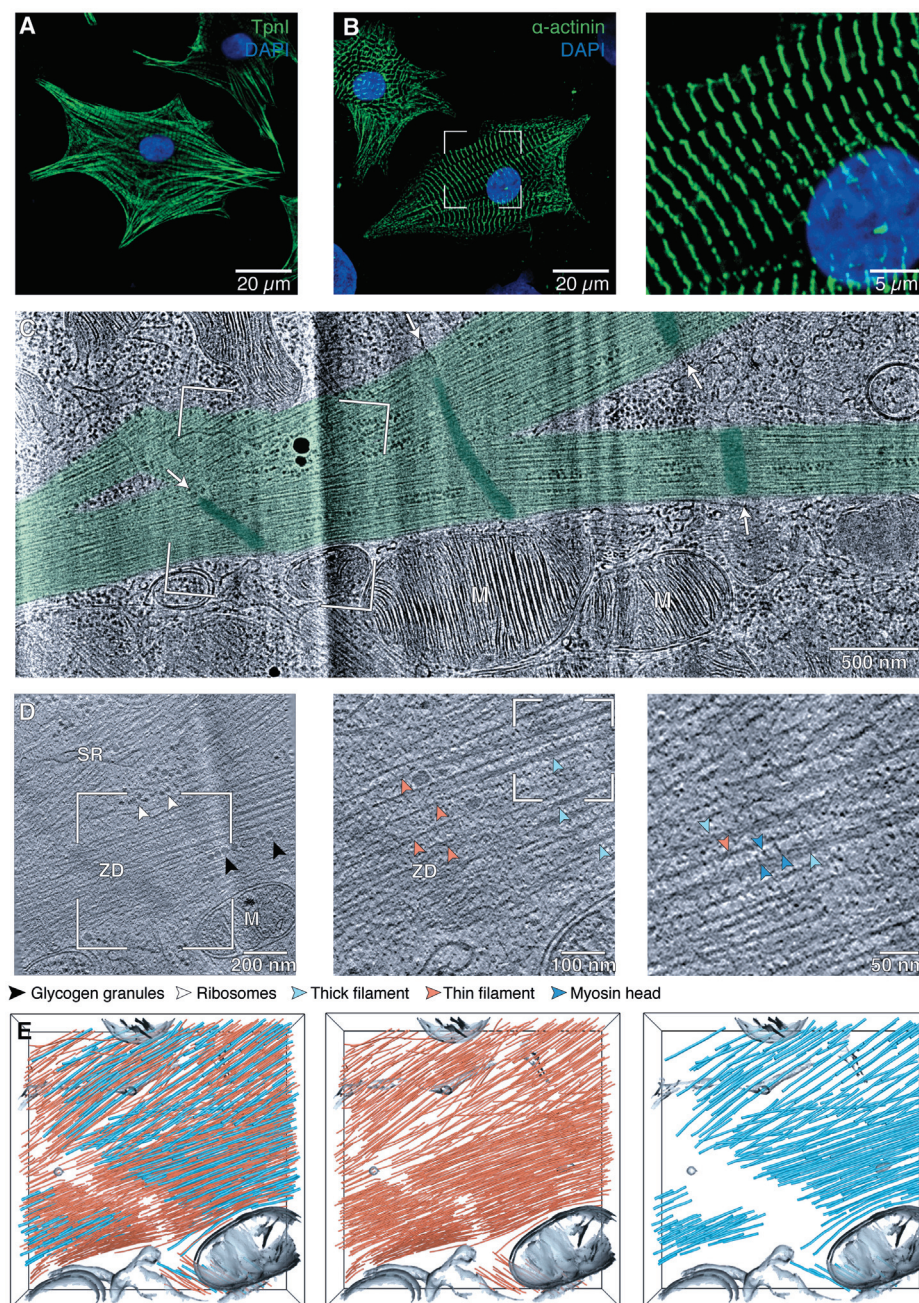 A
TpnI
DAPI
20 µm
B
α-actinin
DAPI
20 µm
5 µm
C
M
M
500 nm
D
SR
ZD
M
200 nm
ZD
100 nm
50 nm
Glycogen granules Ribosomes Thick filament Thin filament Myosin head
E